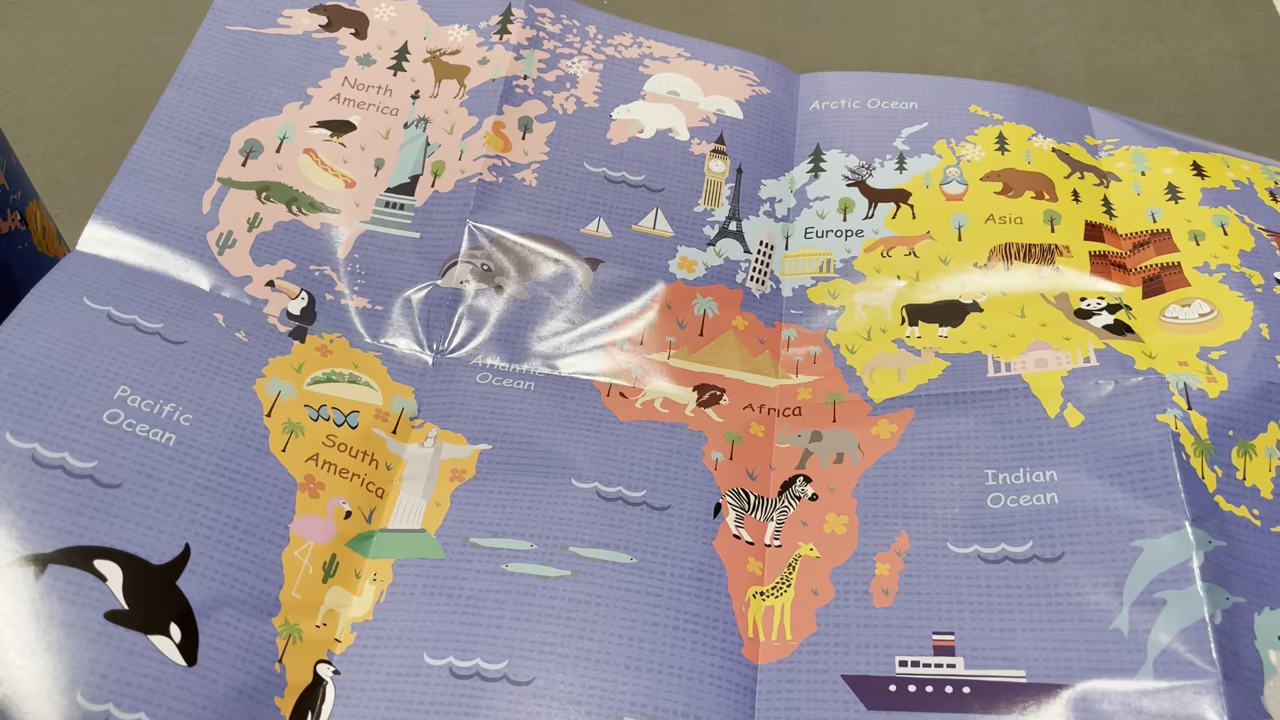 North
America
Arctic Ocean
Europe
Asia
Atlantic
Ocean
Africa
Pacific
Ocean
South
America
Indian
Ocean